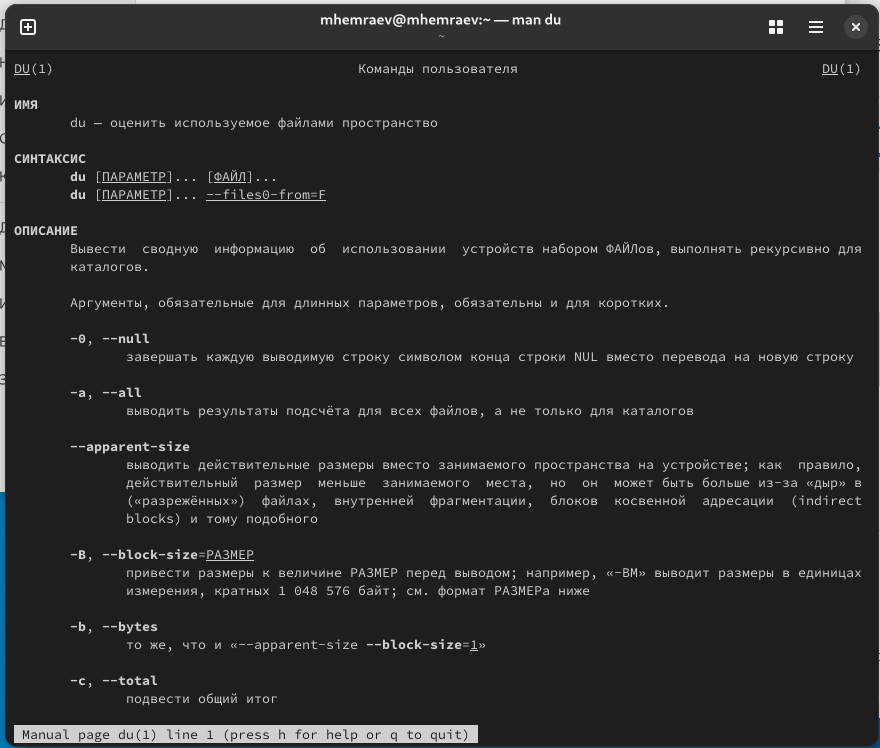 mhemraev@mhemraev:~ — man du
~
DU(1) Команды пользователя DU(1)
ИМЯ
du – оценить используемое файлами пространство
СИНТАКСИС
du [ПАРАМЕТР]... [ФАЙЛ]...
du [ПАРАМЕТР]... --files0-from=F
ОПИСАНИЕ
Вывести сводную информацию об использовании устройств набором ФАЙЛов, выполнять рекурсивно для
каталогов.
Аргументы, обязательные для длинных параметров, обязательны и для коротких.
-0, --null
завершать каждую выводимую строку символом конца строки NUL вместо перевода на новую строку
-a, --all
выводить результаты подсчёта для всех файлов, а не только для каталогов
--apparent-size
выводить действительные размеры вместо занимаемого пространства на устройстве; как правило,
действительный размер меньше занимаемого места, но он может быть больше из-за «дыр» в
(«разрежённых») файлах, внутренней фрагментации, блоков косвенной адресации (indirect
blocks) и тому подобного
-B, --block-size=РАЗМЕР
привести размеры к величине РАЗМЕР перед выводом; например, «-BM» выводит размеры в единицах
измерения, кратных 1 048 576 байт; см. формат РАЗМЕРа ниже
-b, --bytes
то же, что и «--apparent-size --block-size=1»
-c, --total
подвести общий итог
Manual page du(1) line 1 (press h for help or q to quit)